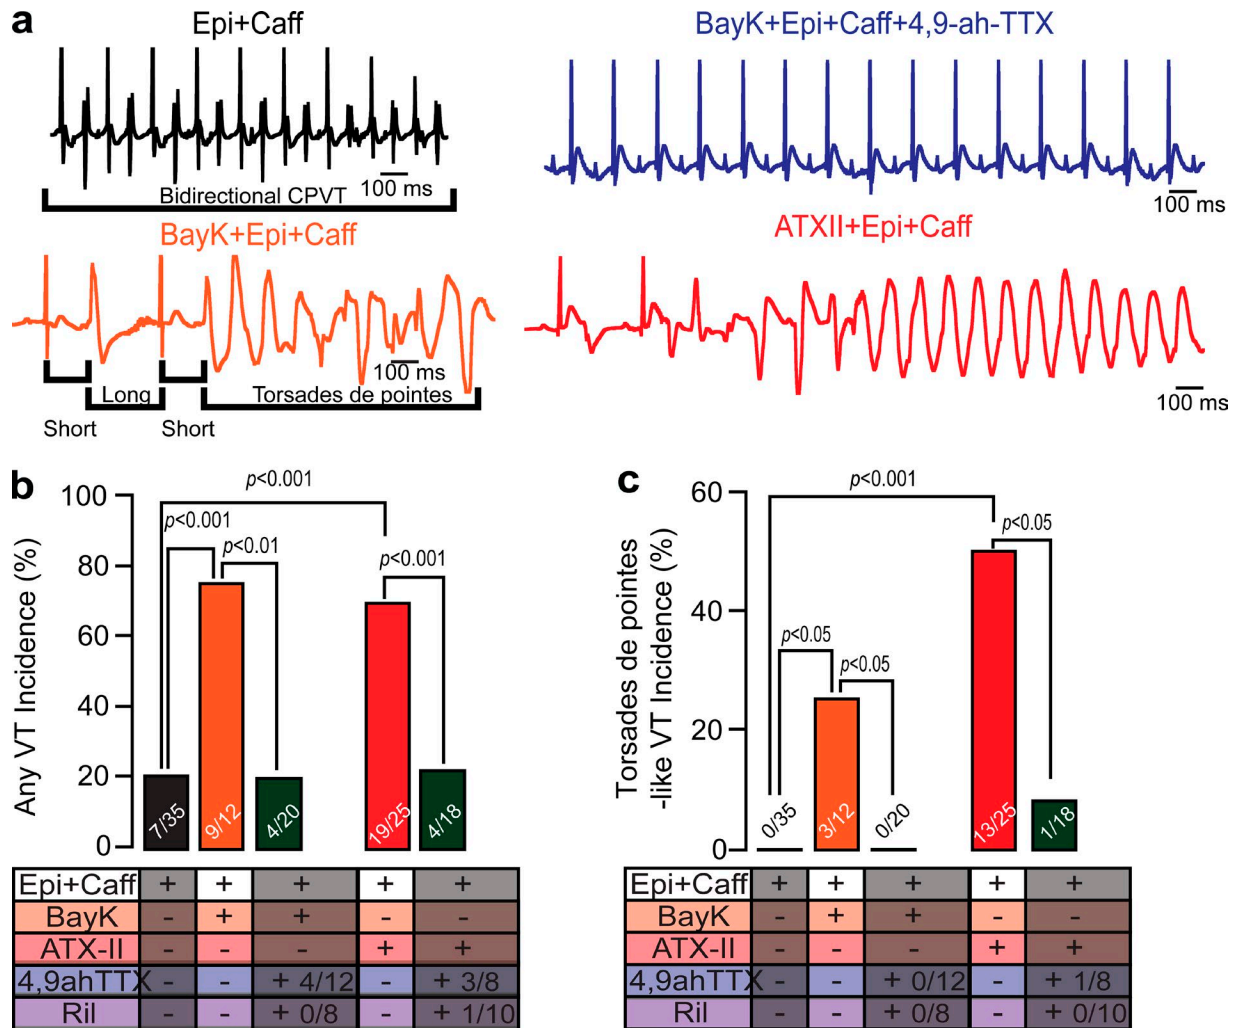 a
Epi+Caff
BayK+Epi+Caff+4,9-ah-TTX
100 ms
Bidirectional CPVT
100 ms
BayK+Epi+Caff
ATXII+Epi+Caff
100 ms
Long
Torsades de pointes
Short
Short
100 ms
b
Any VT Incidence (%)
100
80
60
40
20
0
p<0.001
p<0.001
p<0.01
p<0.001
7/35
9/12
4/20
19/25
4/18
Epi+Caff + + + + +
BayK - + + - -
ATX-II - - - + +
4,9ahTTX - - + 4/12 - + 3/8
Ril - - + 0/8 - + 1/10
c
Torsades de pointes
-like VT Incidence (%)
60
40
20
0
p<0.001
p<0.05
p<0.05
p<0.05
0/35
3/12
0/20
13/25
1/18
Epi+Caff + + + + +
BayK - + + - -
ATX-II - - - + +
4,9ahTTX - - + 0/12 - + 1/8
Ril - - + 0/8 - + 0/10